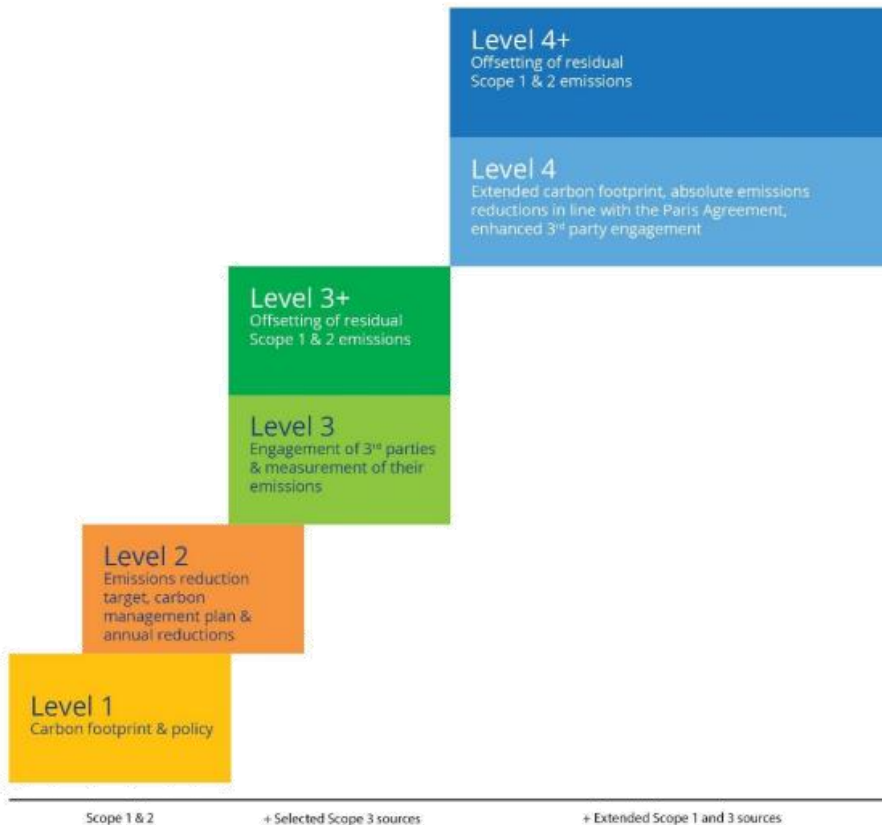 Level 4+
Offsetting of residual
Scope 1 & 2 emissions
Level 4
Extended carbon footprint, absolute emissions
reductions in line with the Paris Agreement,
enhanced 3rd party engagement
Level 3+
Offsetting of residual
Scope 1 & 2 emissions
Level 3
Engagement of 3rd parties
& measurement of their
emissions
Level 2
Emissions reduction
target, carbon
management plan &
annual reductions
Level 1
Carbon footprint & policy
Scope 1 & 2
+ Selected Scope 3 sources
+ Extended Scope 1 and 3 sources